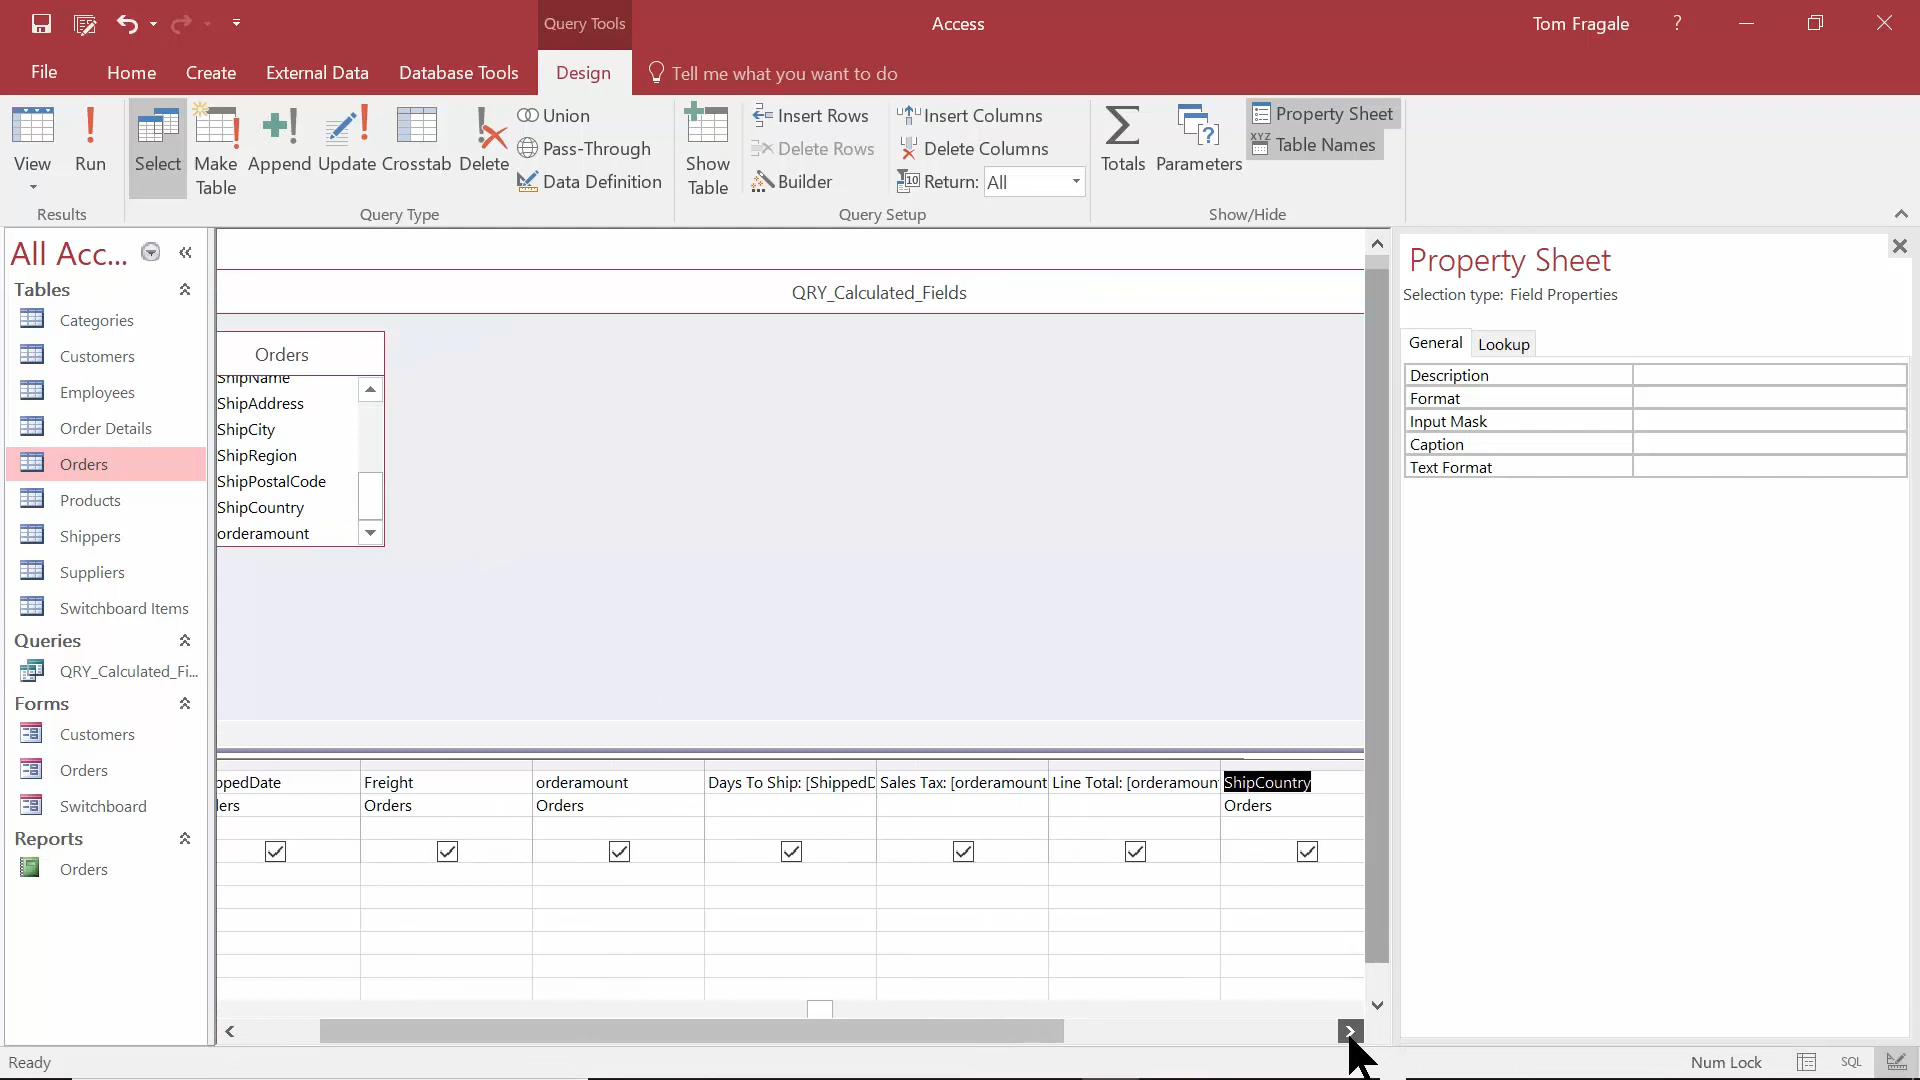 Query Tools
Access
Tom Fragale
?
File
Home
Create
External Data
Database Tools
Design
Tell me what you want to do
View
Run
Select
Make
Table
Append
Update
Crosstab
Delete
Union
Pass-Through
Data Definition
Show
Table
Insert Rows
Delete Rows
Builder
Insert Columns
Delete Columns
Return: All
Totals
Parameters
Property Sheet
Table Names
Results
Query Type
Query Setup
Show/Hide
All Acc...
Tables
Categories
Customers
Employees
Order Details
Orders
Products
Shippers
Suppliers
Switchboard Items
Queries
QRY_Calculated_Fi...
Forms
Customers
Orders
Switchboard
Reports
Orders
QRY_Calculated_Fields
Orders
ShipName
ShipAddress
ShipCity
ShipRegion
ShipPostalCode
ShipCountry
orderamount
ppedDate
Freight
orderamount
Days To Ship: [ShippedD
Sales Tax: [orderamount
Line Total: [orderamoun
ShipCountry
ders
Orders
Orders
Orders
Property Sheet
Selection type: Field Properties
General
Lookup
Description
Format
Input Mask
Caption
Text Format
Ready
Num Lock
SQL